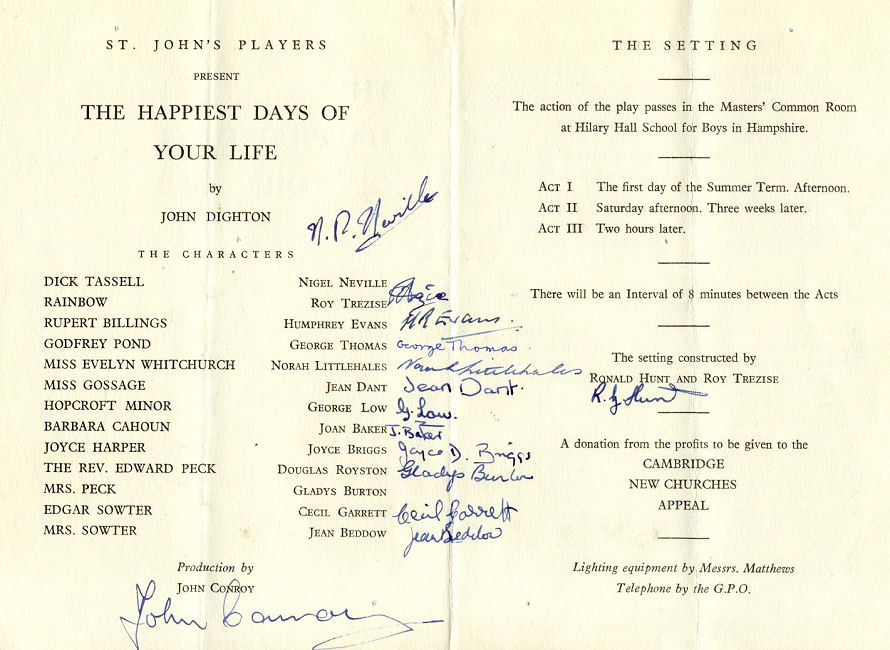 ST. JOHN'S PLAYERS
PRESENT
THE HAPPIEST DAYS OF
YOUR LIFE
by
JOHN DIGHTON
N. R. Neville
THE CHARACTERS
DICK TASSELL NIGEL NEVILLE
RAINBOW ROY TREZISE
RUPERT BILLINGS HUMPHREY EVANS HR Evans.
GODFREY POND GEORGE THOMAS George Thomas.
MISS EVELYN WHITCHURCH NORAH LITTLEHALES Norah Littlehales
MISS GOSSAGE JEAN DANT Jean Dant.
HOPCROFT MINOR GEORGE LOW G. Low.
BARBARA CAHOUN JOAN BAKER J. Baker
JOYCE HARPER JOYCE BRIGGS Joyce D. Briggs
THE REV. EDWARD PECK DOUGLAS ROYSTON Gladys Burton
MRS. PECK GLADYS BURTON
EDGAR SOWTER CECIL GARRETT Cecil Garrett
MRS. SOWTER JEAN BEDDOW Jean Beddow
Production by
JOHN CONROY
John Conroy
THE SETTING
The action of the play passes in the Masters' Common Room
at Hilary Hall School for Boys in Hampshire.
ACT I The first day of the Summer Term. Afternoon.
ACT II Saturday afternoon. Three weeks later.
ACT III Two hours later.
There will be an Interval of 8 minutes between the Acts
The setting constructed by
RONALD HUNT AND ROY TREZISE
R. G. Hunt
A donation from the profits to be given to the
CAMBRIDGE
NEW CHURCHES
APPEAL
Lighting equipment by Messrs. Matthews
Telephone by the G.P.O.